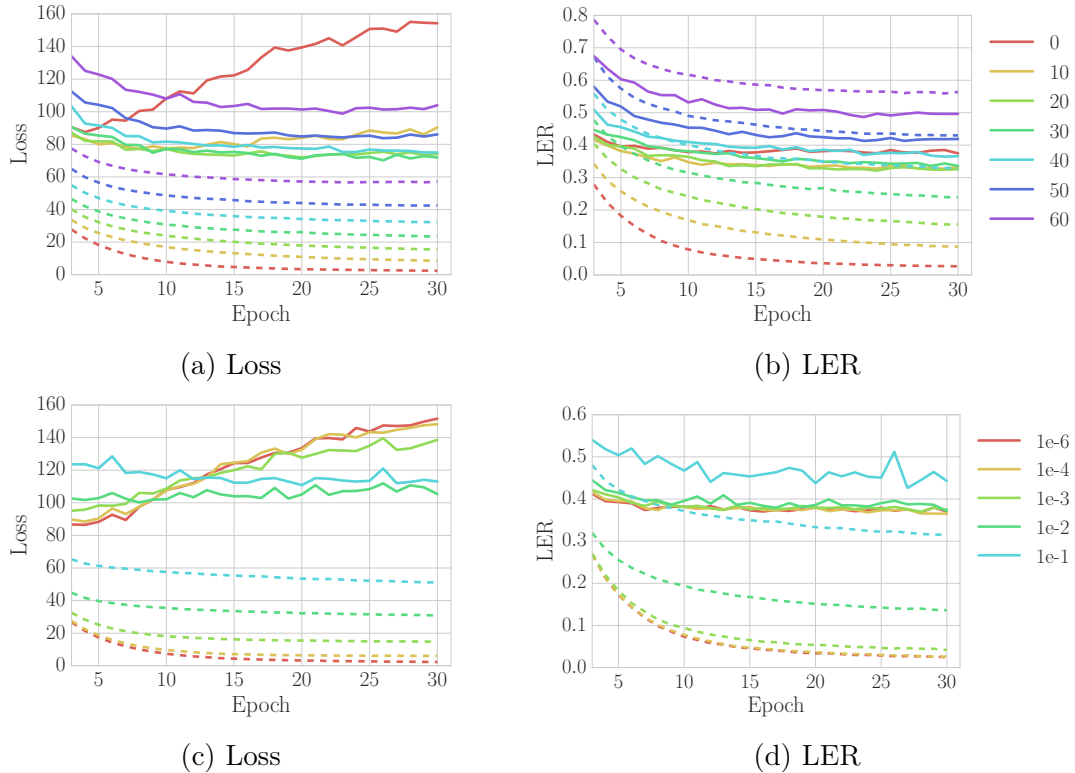 160
140
120
100
80
60
40
20
0
Loss
5 10 15 20 25 30
Epoch
(a) Loss
0.8
0.7
0.6
0.5
0.4
0.3
0.2
0.1
0.0
LER
5 10 15 20 25 30
Epoch
(b) LER
0
10
20
30
40
50
60
160
140
120
100
80
60
40
20
0
Loss
5 10 15 20 25 30
Epoch
(c) Loss
0.6
0.5
0.4
0.3
0.2
0.1
0.0
LER
5 10 15 20 25 30
Epoch
(d) LER
1e-6
1e-4
1e-3
1e-2
1e-1